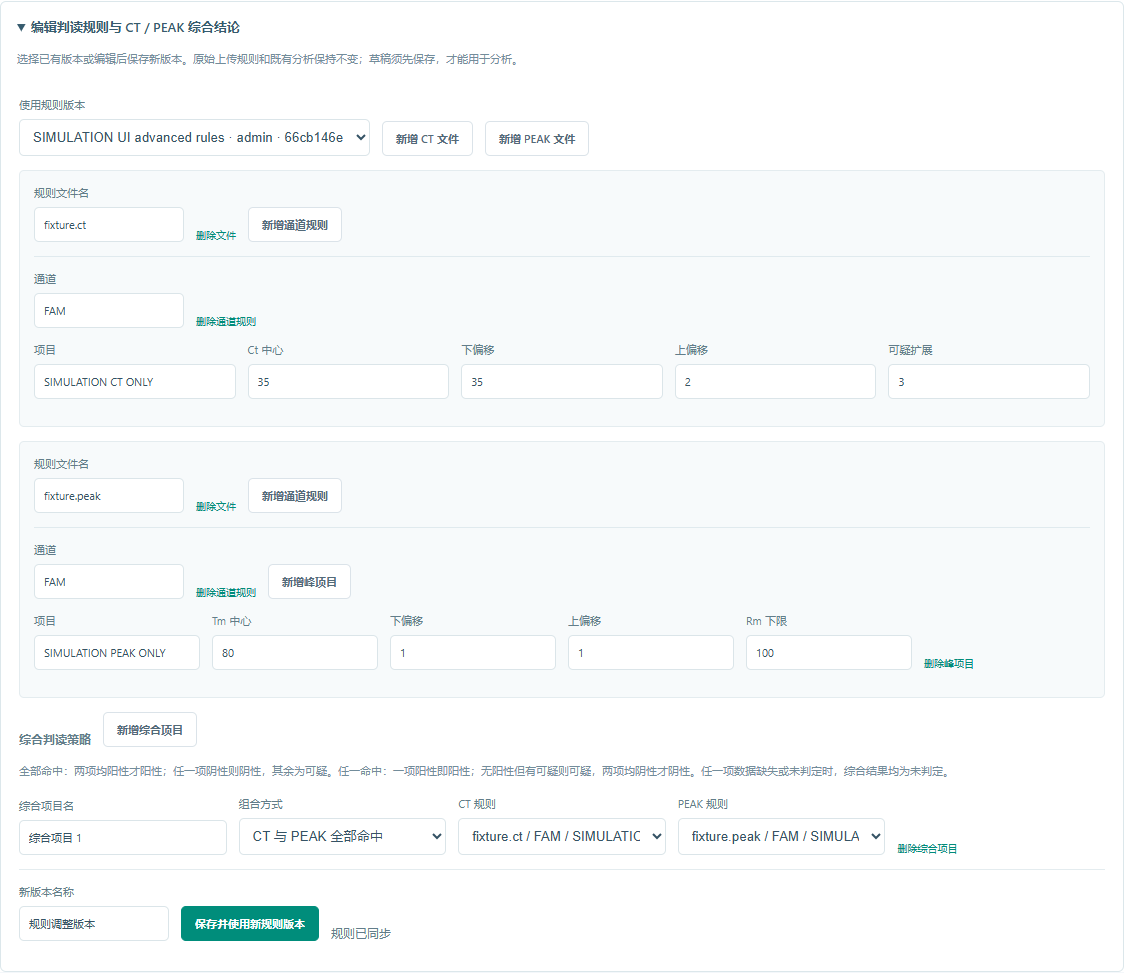 ▼ 编辑判读规则与 CT / PEAK 综合结论
选择已有版本或编辑后保存新版本。原始上传规则和既有分析保持不变；草稿须先保存，才能用于分析。
使用规则版本
SIMULATION UI advanced rules · admin · 66cb146e
新增 CT 文件
新增 PEAK 文件
规则文件名
fixture.ct
删除文件
新增通道规则
通道
FAM
删除通道规则
项目 Ct 中心 下偏移 上偏移 可疑扩展
SIMULATION CT ONLY 35 35 2 3
规则文件名
fixture.peak
删除文件
新增通道规则
通道
FAM
删除通道规则
新增峰项目
项目 Tm 中心 下偏移 上偏移 Rm 下限
SIMULATION PEAK ONLY 80 1 1 100 删除峰项目
综合判读策略 新增综合项目
全部命中：两项均阳性才阳性；任一项阴性则阴性，其余为可疑。任一命中：一项阳性即阳性；无阳性但有可疑则可疑，两项均阴性才阴性。任一项数据缺失或未判定时，综合结果均为未判定。
综合项目名 组合方式 CT 规则 PEAK 规则
综合项目 1 CT 与 PEAK 全部命中 fixture.ct / FAM / SIMULATIC fixture.peak / FAM / SIMULA 删除综合项目
新版本名称
规则调整版本 保存并使用新规则版本 规则已同步